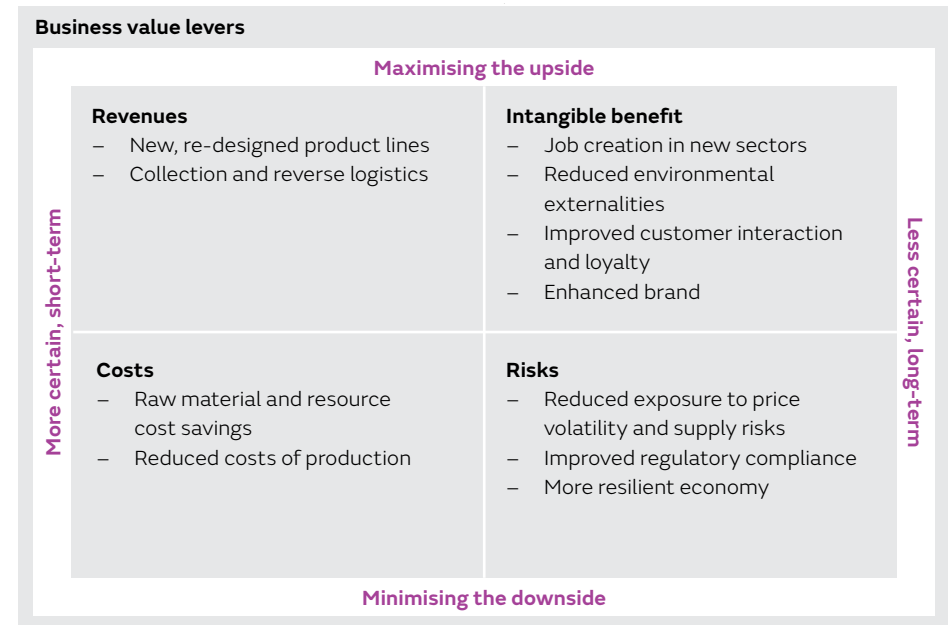 Business value levers
Maximising the upside
More certain, short-term
Revenues
– New, re-designed product lines
– Collection and reverse logistics
Intangible benefit
– Job creation in new sectors
– Reduced environmental
externalities
– Improved customer interaction
and loyalty
– Enhanced brand
Less certain, long-term
Costs
– Raw material and resource
cost savings
– Reduced costs of production
Risks
– Reduced exposure to price
volatility and supply risks
– Improved regulatory compliance
– More resilient economy
Minimising the downside